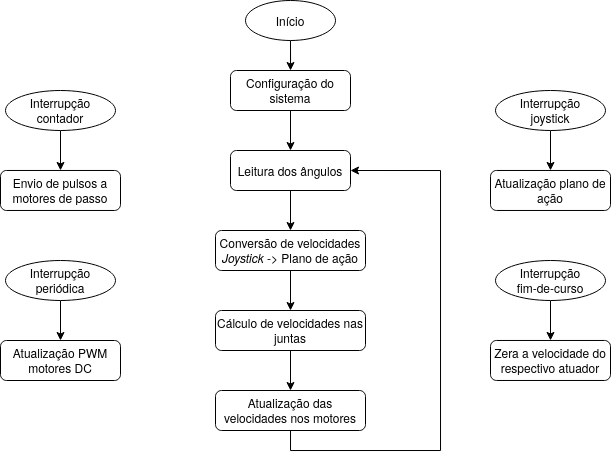 Início
Configuração do
sistema
Leitura dos ângulos
Conversão de velocidades
Joystick -> Plano de ação
Cálculo de velocidades nas
juntas
Atualização das
velocidades nos motores
Interrupção
contador
Envio de pulsos a
motores de passo
Interrupção
periódica
Atualização PWM
motores DC
Interrupção
joystick
Atualização plano de
ação
Interrupção
fim-de-curso
Zera a velocidade do
respectivo atuador